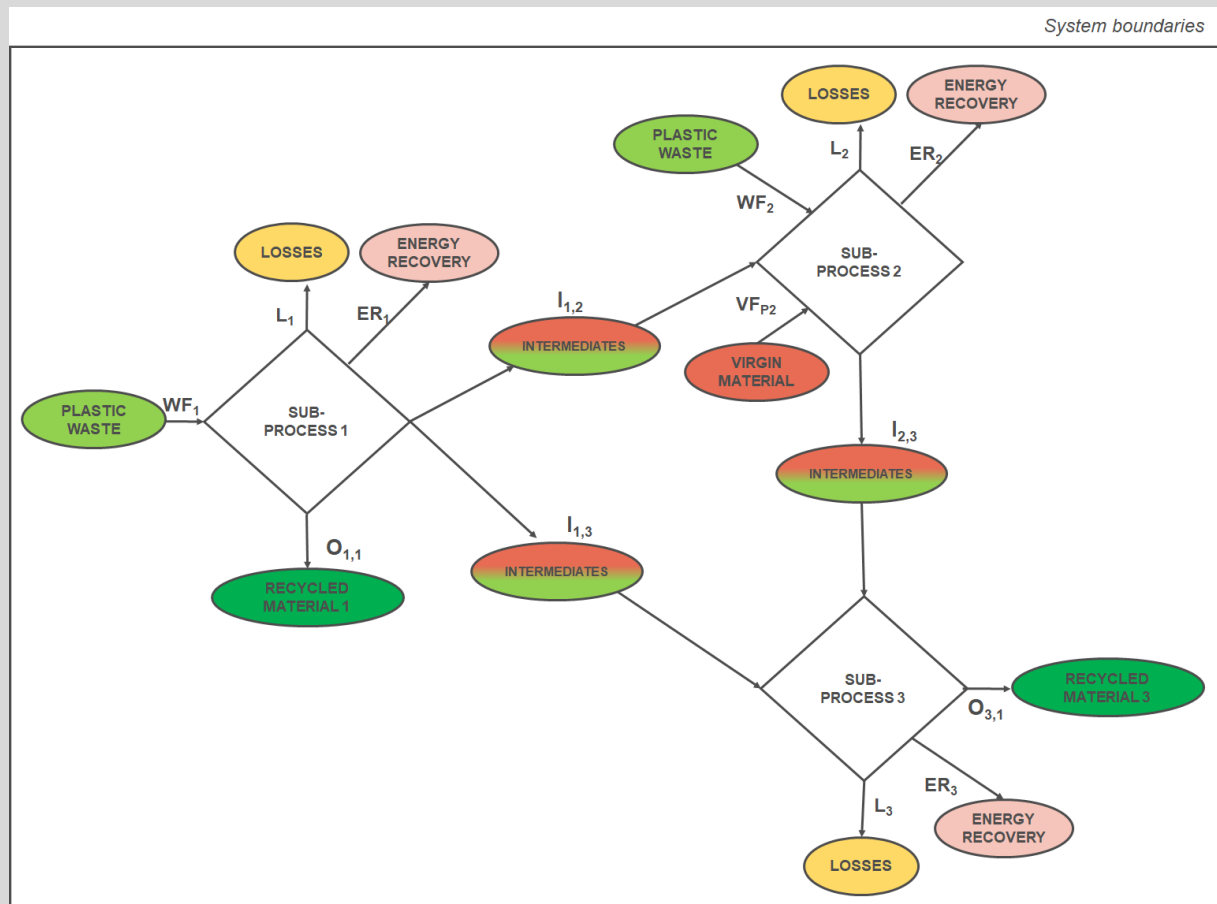 System boundaries
LOSSES
ENERGY
RECOVERY
PLASTIC
WASTE
L₂
ER₂
WF₂
SUB-
PROCESS 2
LOSSES
ENERGY
RECOVERY
L₁
ER₁
I₁,₂
INTERMEDIATES
VF_P2
VIRGIN
MATERIAL
PLASTIC
WASTE
WF₁
SUB-
PROCESS 1
I₂,₃
INTERMEDIATES
O₁,₁
RECYCLED
MATERIAL 1
I₁,₃
INTERMEDIATES
SUB-
PROCESS 3
O₃,₁
RECYCLED
MATERIAL 3
L₃
ER₃
ENERGY
RECOVERY
LOSSES